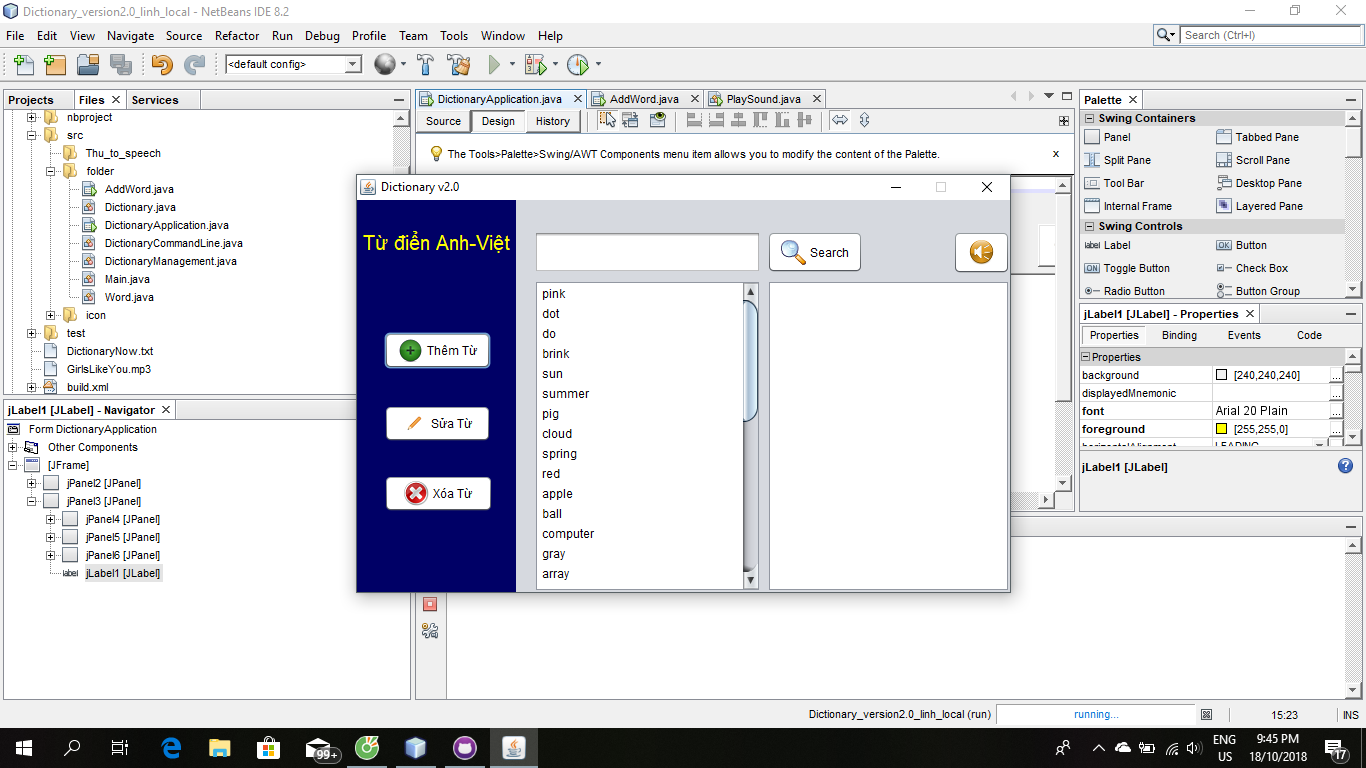 Dictionary_version2.0_linh_local - NetBeans IDE 8.2
File Edit View Navigate Source Refactor Run Debug Profile Team Tools Window Help
Search (Ctrl+I)
<default config>
Projects Files Services
nbproject
src
Thu_to_speech
folder
AddWord.java
Dictionary.java
DictionaryApplication.java
DictionaryCommandLine.java
DictionaryManagement.java
Main.java
Word.java
icon
test
DictionaryNow.txt
GirlsLikeYou.mp3
build.xml
jLabel1 [JLabel] - Navigator
Form DictionaryApplication
Other Components
[JFrame]
jPanel2 [JPanel]
jPanel3 [JPanel]
jPanel4 [JPanel]
jPanel5 [JPanel]
jPanel6 [JPanel]
label jLabel1 [JLabel]
DictionaryApplication.java AddWord.java PlaySound.java
Source Design History
The Tools>Palette>Swing/AWT Components menu item allows you to modify the content of the Palette. x
Dictionary v2.0
Từ điển Anh-Việt
Thêm Từ
Sửa Từ
Xóa Từ
Search
pink
dot
do
brink
sun
summer
pig
cloud
spring
red
apple
ball
computer
gray
array
Palette
Swing Containers
Panel Tabbed Pane
Split Pane Scroll Pane
Tool Bar Desktop Pane
Internal Frame Layered Pane
Swing Controls
label Label OK Button
ON Toggle Button Check Box
Radio Button Button Group
jLabel1 [JLabel] - Properties
Properties Binding Events Code
Properties
background [240,240,240] ...
displayedMnemonic ...
font Arial 20 Plain ...
foreground [255,255,0] ...
horizontalAlignment LEADING
jLabel1 [JLabel]
Dictionary_version2.0_linh_local (run) running... 15:23 INS
99+
ENG
US
9:45 PM
18/10/2018
17